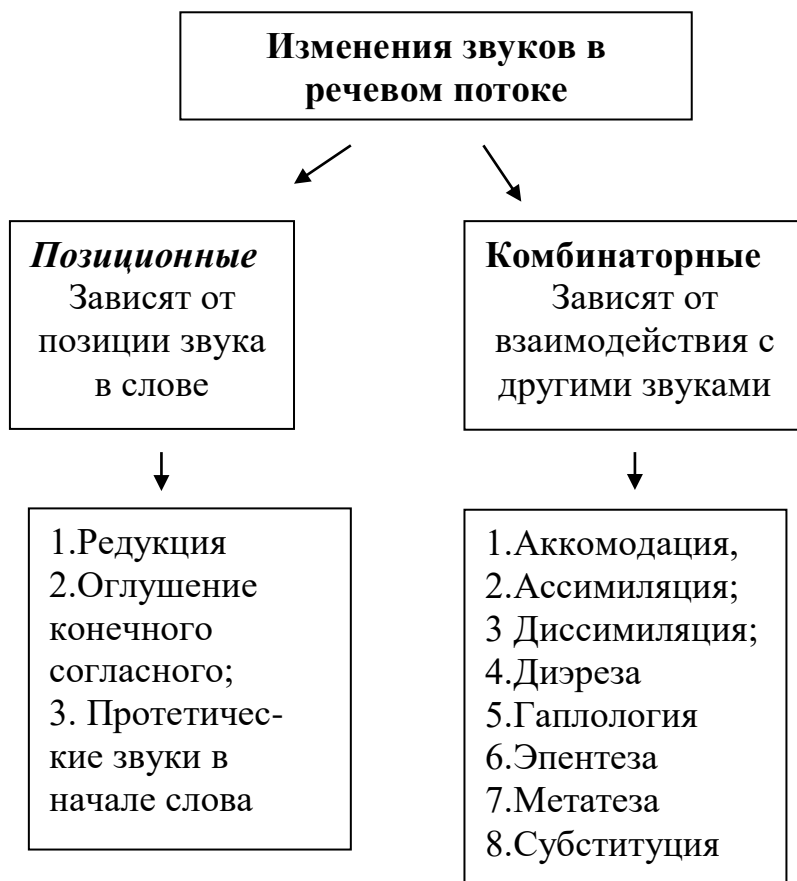 Изменения звуков в
речевом потоке
Позиционные
Зависят от
позиции звука
в слове
Комбинаторные
Зависят от
взаимодействия с
другими звуками
1.Редукция
2.Оглушение
конечного
согласного;
3. Протетичес-
кие звуки в
начале слова
1.Аккомодация,
2.Ассимиляция;
3 Диссимиляция;
4.Диэреза
5.Гаплология
6.Эпентеза
7.Метатеза
8.Субституция